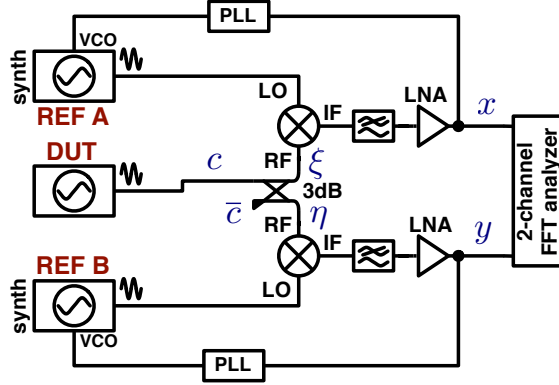 PLL
VCO
synth
REF A
LO
IF
LNA
x
DUT
c
RF
ξ
c̅
3dB
RF
η
2-channel
FFT analyzer
REF B
synth
IF
LNA
y
LO
VCO
PLL